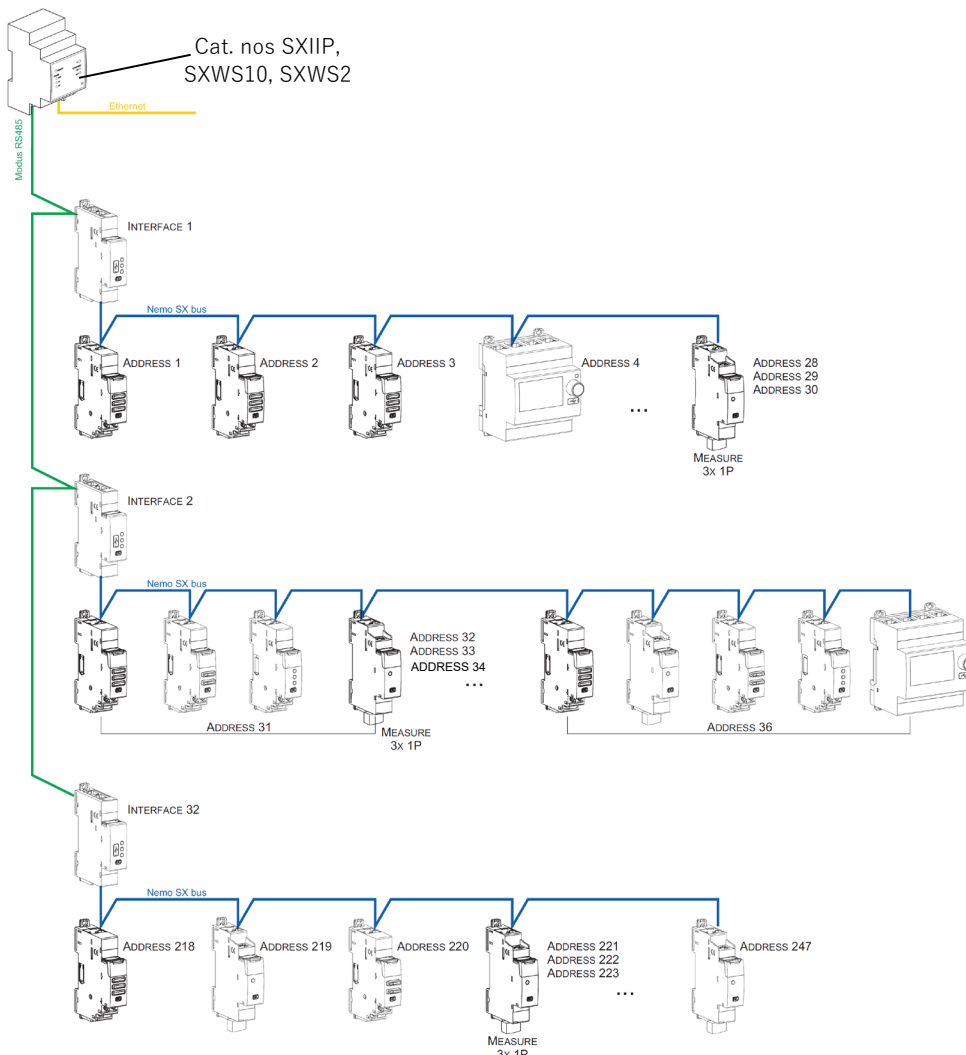 Cat. nos SXIIP,
SXWS10, SXWS2
Ethernet
Modus RS485
INTERFACE 1
Nemo SX bus
ADDRESS 1
ADDRESS 2
ADDRESS 3
ADDRESS 4
...
ADDRESS 28
ADDRESS 29
ADDRESS 30
MEASURE
3X 1P
INTERFACE 2
Nemo SX bus
ADDRESS 32
ADDRESS 33
ADDRESS 34
...
ADDRESS 31
MEASURE
3X 1P
ADDRESS 36
INTERFACE 32
Nemo SX bus
ADDRESS 218
ADDRESS 219
ADDRESS 220
ADDRESS 221
ADDRESS 222
ADDRESS 223
...
ADDRESS 247
MEASURE
3X 1P